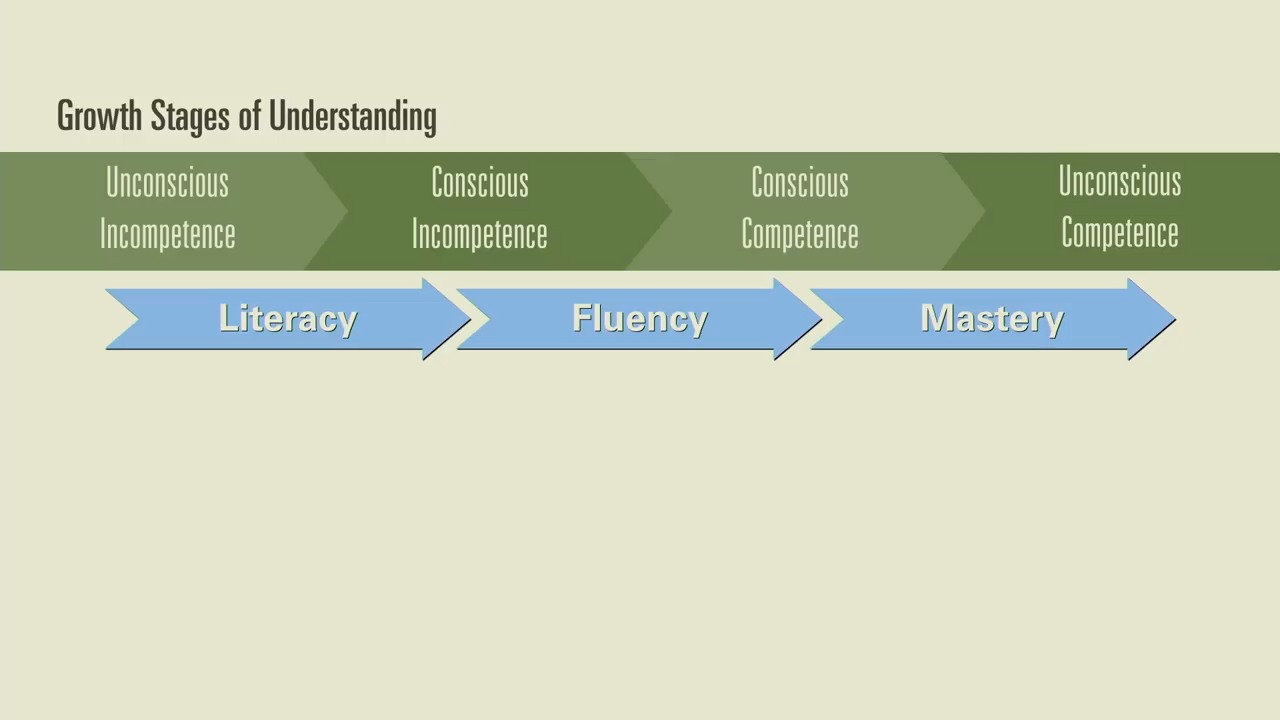 Growth Stages of Understanding
Unconscious
Incompetence
Conscious
Incompetence
Conscious
Competence
Unconscious
Competence
Literacy
Fluency
Mastery